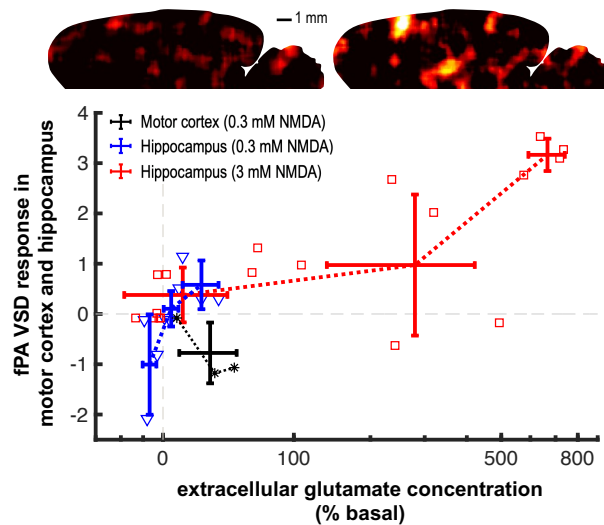 1 mm
Motor cortex (0.3 mM NMDA)
Hippocampus (0.3 mM NMDA)
Hippocampus (3 mM NMDA)
fPA VSD response in
motor cortex and hippocampus
4
3
2
1
0
-1
-2
0
100
500
800
extracellular glutamate concentration
(% basal)